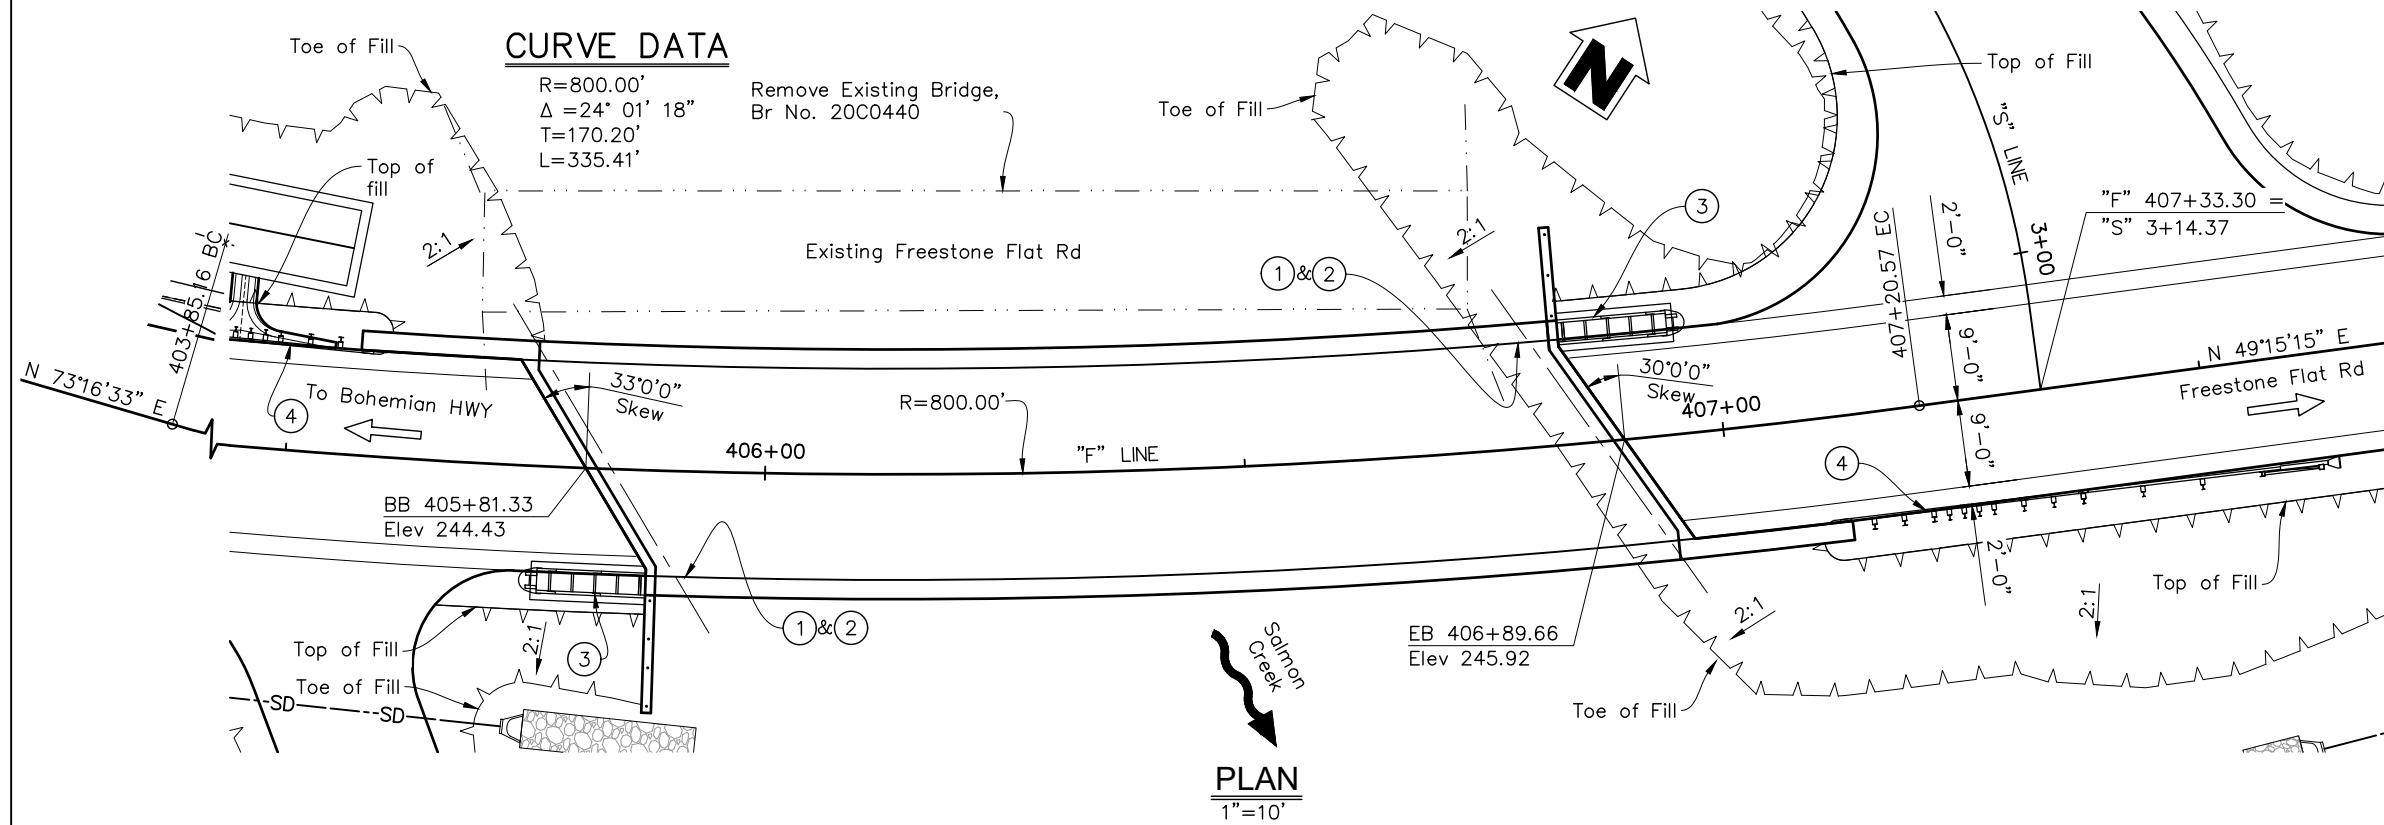 Toe of Fill
CURVE DATA
R=800.00'
Δ =24° 01' 18"
T=170.20'
L=335.41'
Remove Existing Bridge,
Br No. 20C0440
Toe of Fill
N
Top of Fill
"S" LINE
Top of
fill
2:1
Existing Freestone Flat Rd
2:1
3
1 & 2
407+20.57 EC
2'-0"
3+00
"F" 407+33.30 =
"S" 3+14.37
403+85.16 BC
N 73°16'33" E
To Bohemian HWY
4
33°0'0"
Skew
R=800.00'
406+00
"F" LINE
30°0'0"
Skew
407+00
9'-0"
N 49°15'15" E
Freestone Flat Rd
9'-0"
4
BB 405+81.33
Elev 244.43
2'-0"
Top of Fill
2:1
2:1
1 & 2
EB 406+89.66
Elev 245.92
Salmon
Creek
Top of Fill
2:1
3
Toe of Fill
SD
SD
Toe of Fill
PLAN
1"=10'